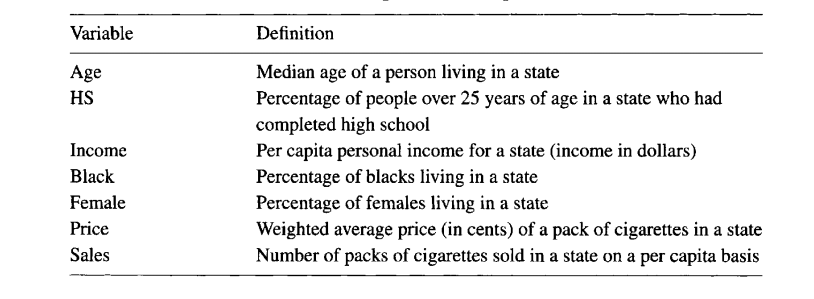 Variable Definition
Age Median age of a person living in a state
HS Percentage of people over 25 years of age in a state who had
completed high school
Income Per capita personal income for a state (income in dollars)
Black Percentage of blacks living in a state
Female Percentage of females living in a state
Price Weighted average price (in cents) of a pack of cigarettes in a state
Sales Number of packs of cigarettes sold in a state on a per capita basis